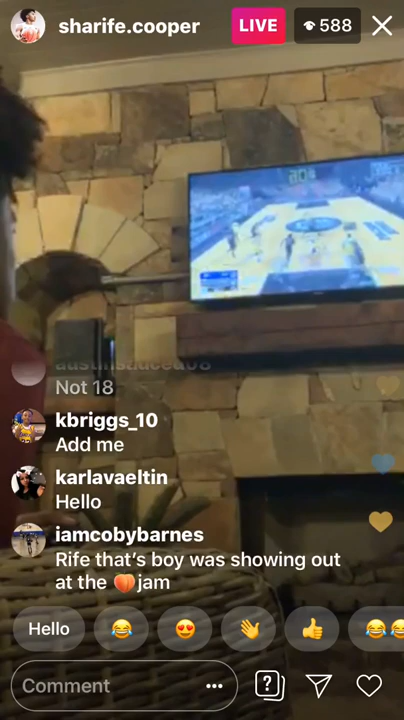 sharife.cooper
LIVE
588
Not 18
kbriggs_10
Add me
karlavaeltin
Hello
iamcobybarnes
Rife that’s boy was showing out
at the 🍑jam
Hello 😂 😍 👋 👍 😂
Comment